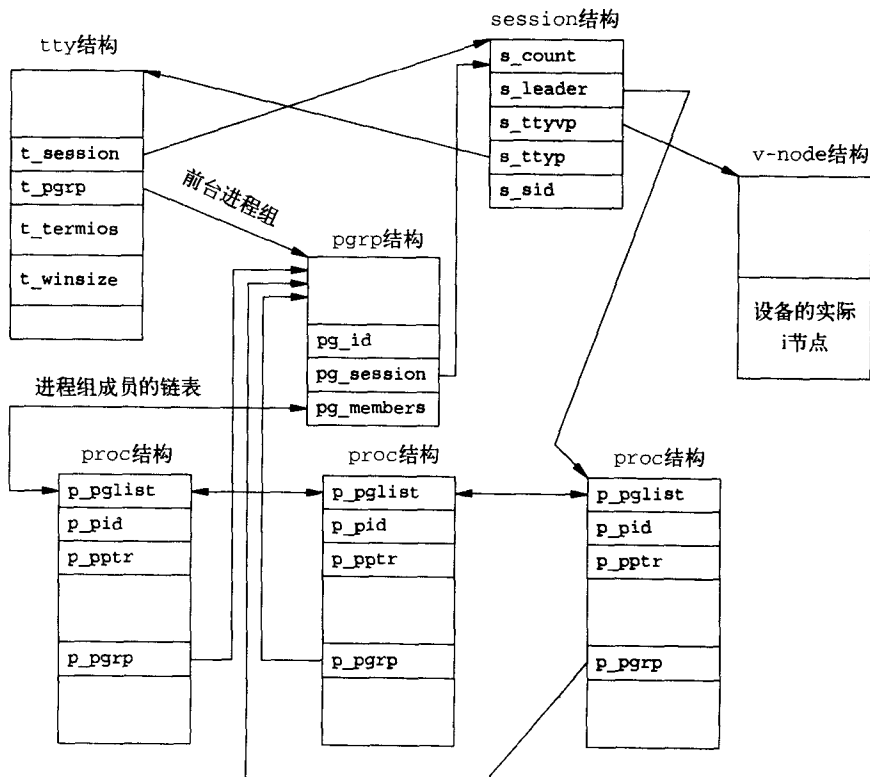 session结构
tty结构
s_count
s_leader
s_ttyvp
s_ttyp
s_sid
v-node结构
t_session
t_pgrp
t_termios
t_winsize
前台进程组
pgrp结构
设备的实际
i节点
pg_id
pg_session
pg_members
进程组成员的链表
proc结构
p_pglist
p_pid
p_pptr
p_pgrp
proc结构
p_pglist
p_pid
p_pptr
p_pgrp
proc结构
p_pglist
p_pid
p_pptr
p_pgrp